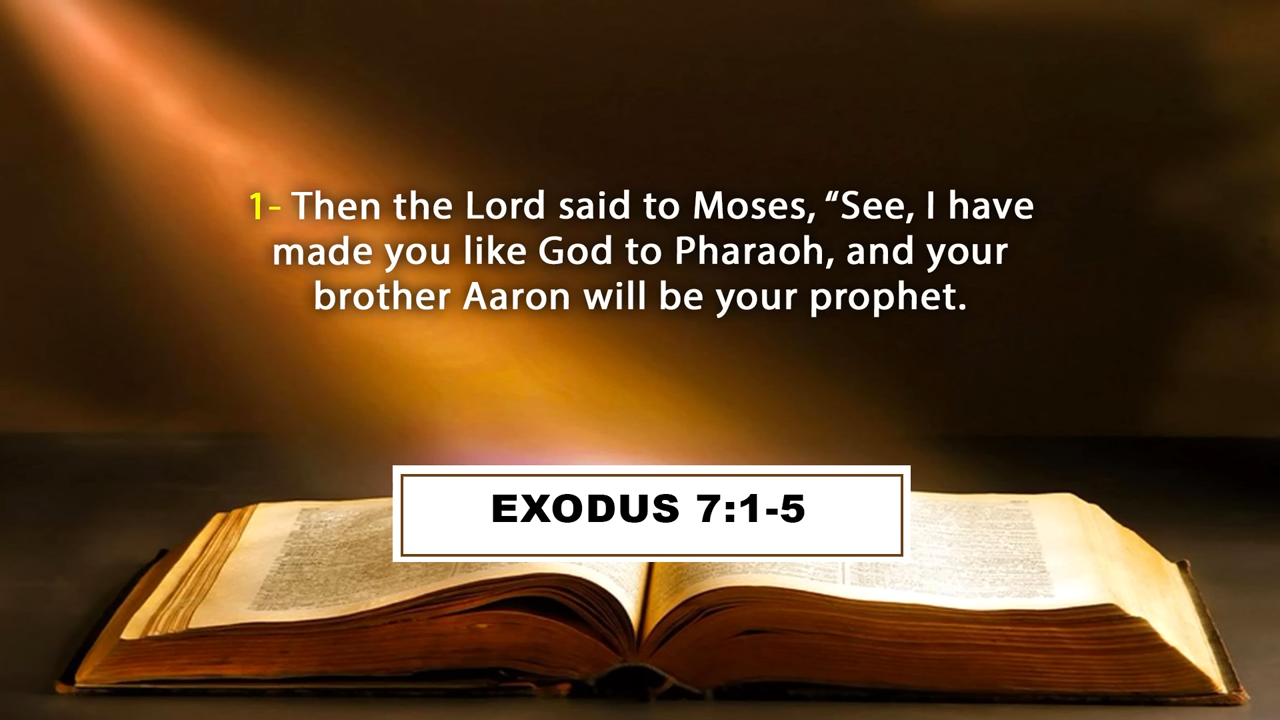 1- Then the Lord said to Moses, “See, I have
made you like God to Pharaoh, and your
brother Aaron will be your prophet.
EXODUS 7:1-5